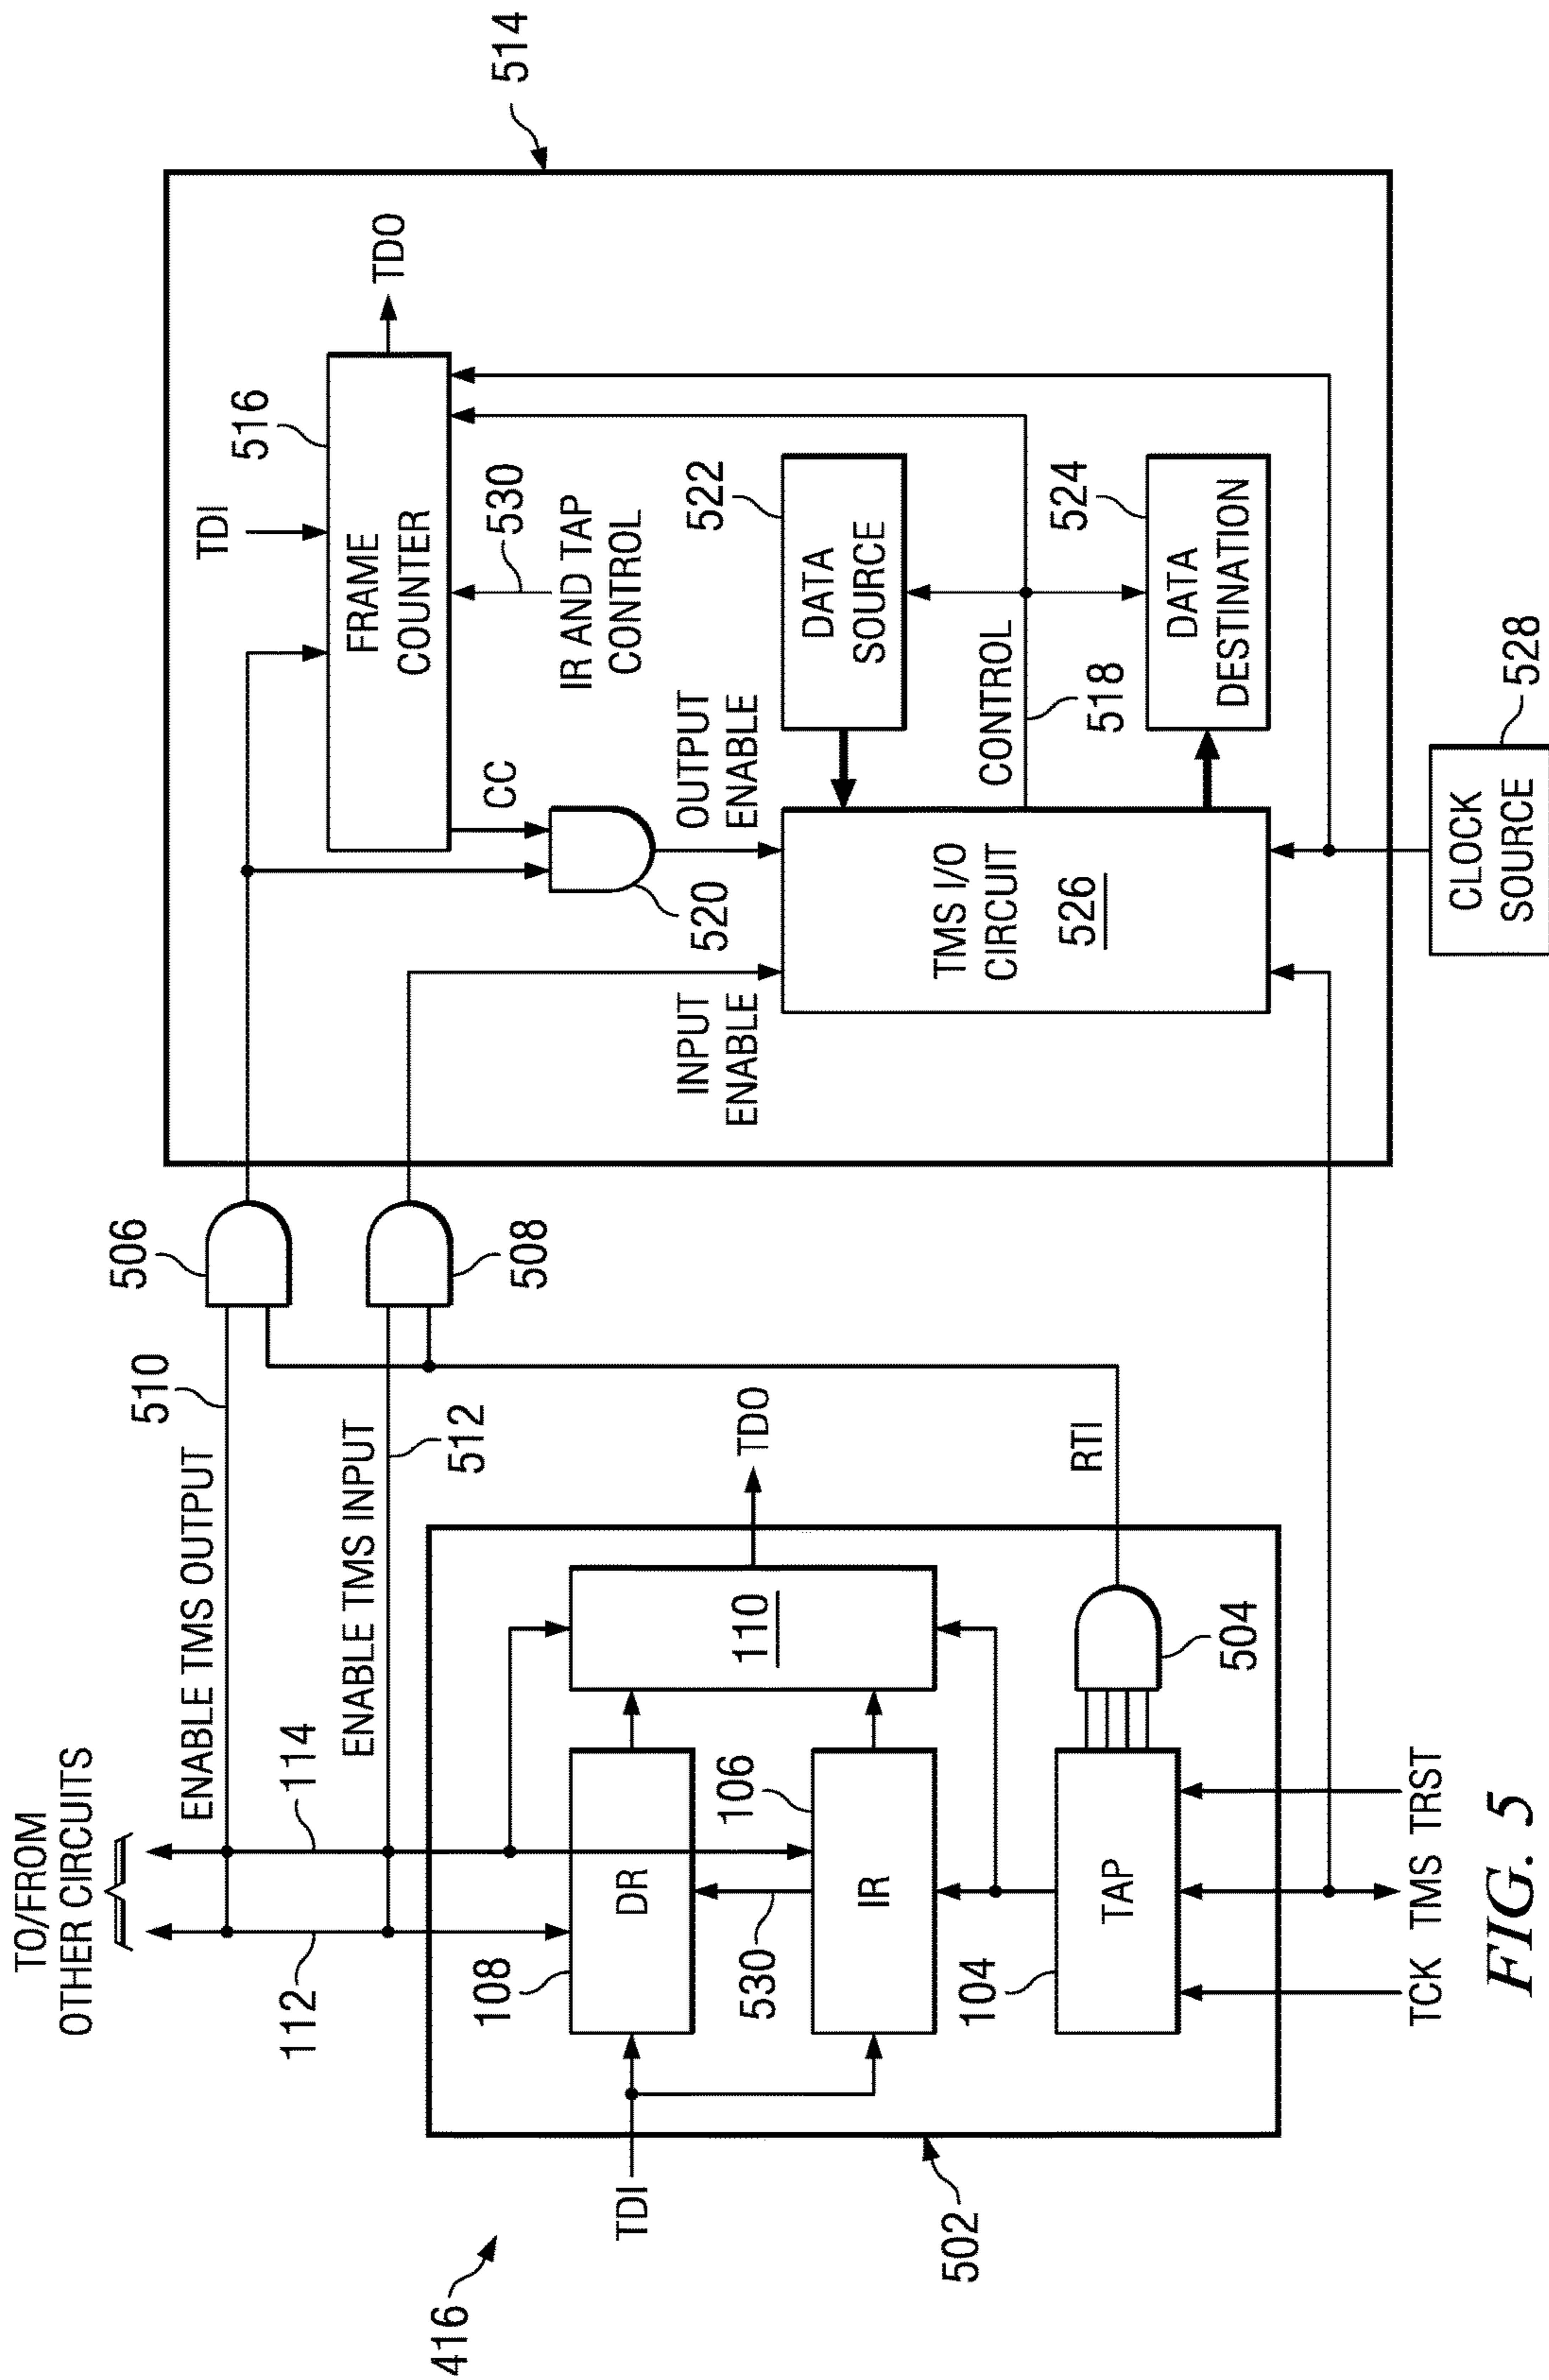 TO/FROM
OTHER CIRCUITS
416
112
114
ENABLE TMS OUTPUT
510
506
ENABLE TMS INPUT
512
508
514
TDI
516
FRAME
COUNTER
TDO
CC
530
IR AND TAP
CONTROL
520
INPUT
ENABLE
OUTPUT
ENABLE
522
DATA
SOURCE
TMS I/O
CIRCUIT
526
CONTROL
518
524
DATA
DESTINATION
CLOCK
SOURCE
528
TDI
108
DR
530
106
IR
110
TDO
104
TAP
504
RTI
502
TCK TMS TRST
FIG. 5